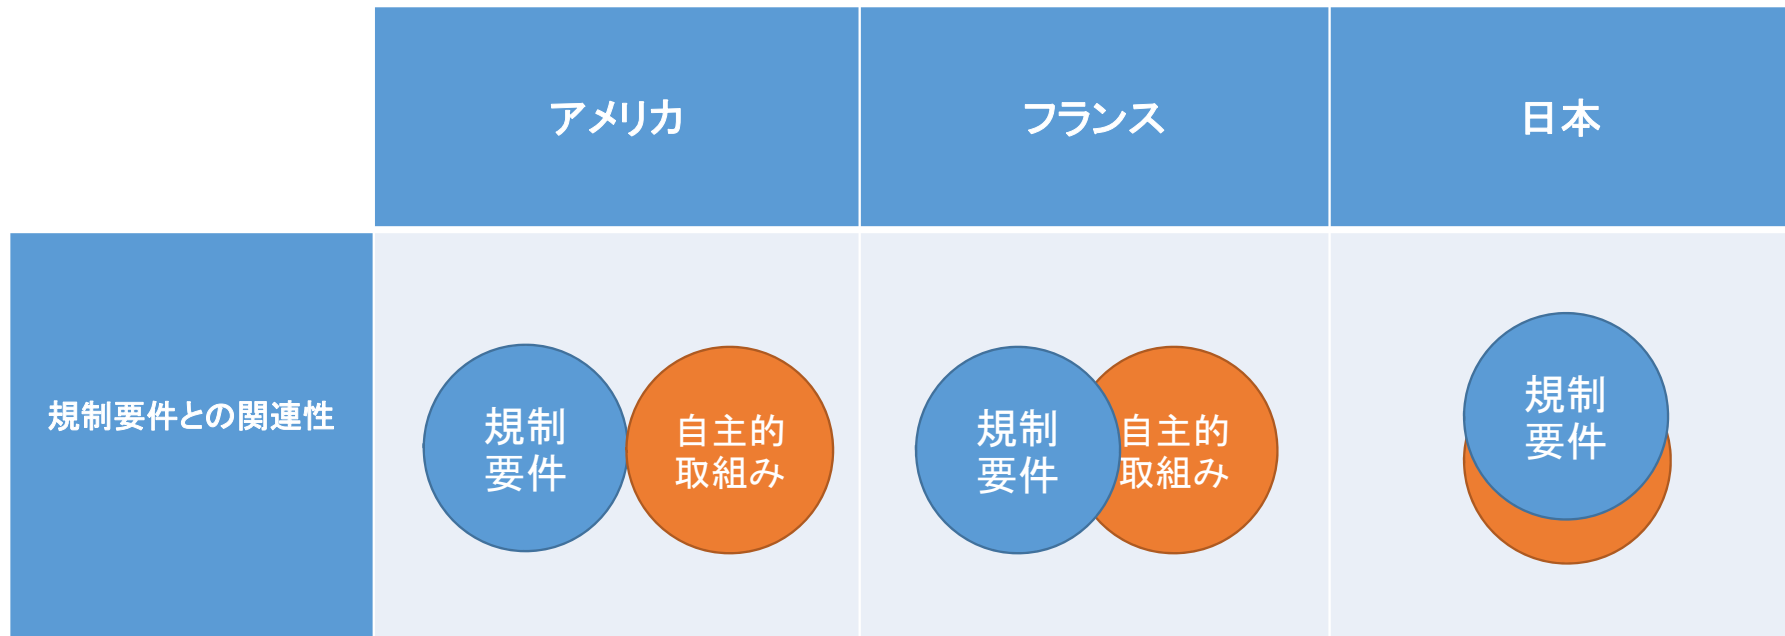 アメリカ
フランス
日本
規制要件との関連性
規制
要件
自主的
取組み
規制
要件
自主的
取組み
規制
要件